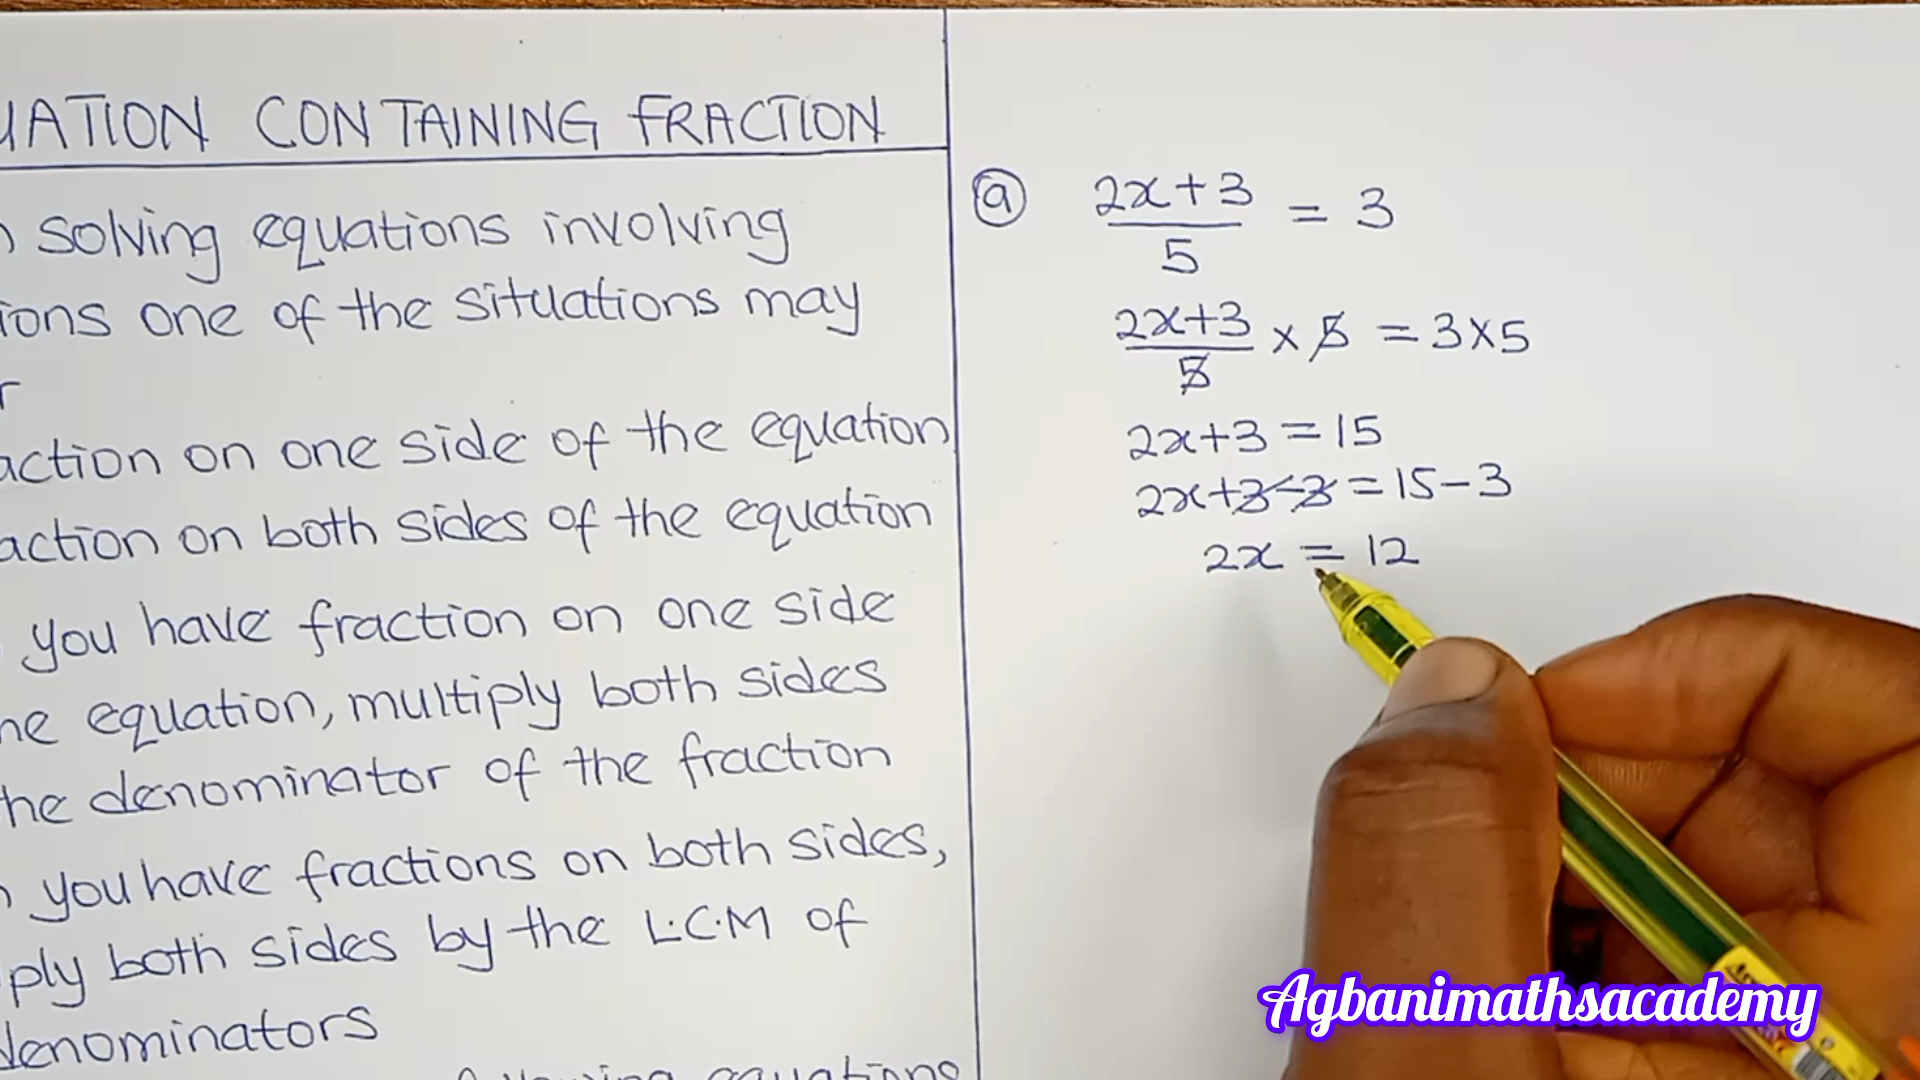 UATION CONTAINING FRACTION
solving equations involving
ions one of the situations may
r
action on one side of the equation
action on both sides of the equation
you have fraction on one side
ne equation, multiply both sides
the denominator of the fraction
you have fractions on both sides,
ply both sides by the L.C.M of
denominators
equations
(a) (2x+3)/5 = 3
(2x+3)/5 × 5 = 3×5
2x+3 = 15
2x+3-3 = 15-3
2x = 12
Agbanimathsacademy